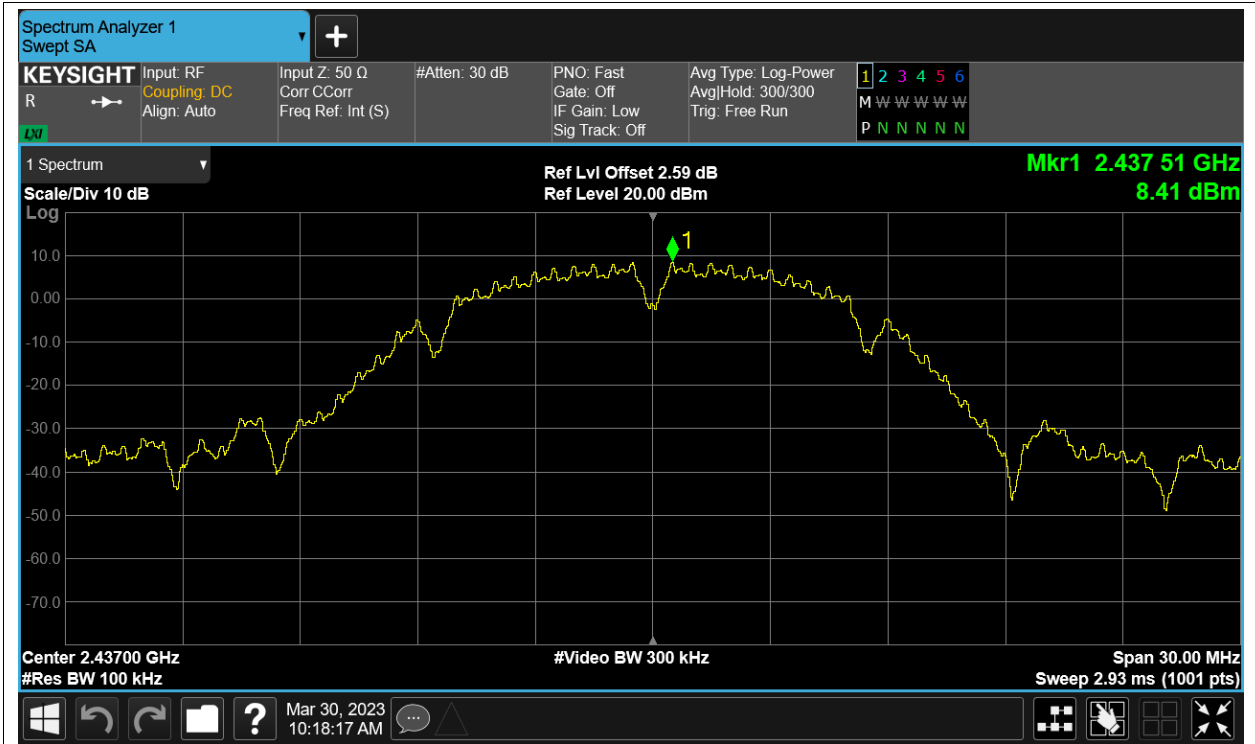 Spectrum Analyzer 1
Swept SA
KEYSIGHT
R
LXI
Input: RF
Coupling: DC
Align: Auto
Input Z: 50 Ω
Corr CCorr
Freq Ref: Int (S)
#Atten: 30 dB
PNO: Fast
Gate: Off
IF Gain: Low
Sig Track: Off
Avg Type: Log-Power
Avg|Hold: 300/300
Trig: Free Run
1 2 3 4 5 6
M W W W W W
P N N N N N
1 Spectrum
Scale/Div 10 dB
Log
Ref Lvl Offset 2.59 dB
Ref Level 20.00 dBm
Mkr1 2.437 51 GHz
8.41 dBm
1
10.0
0.00
-10.0
-20.0
-30.0
-40.0
-50.0
-60.0
-70.0
Center 2.43700 GHz
#Res BW 100 kHz
#Video BW 300 kHz
Span 30.00 MHz
Sweep 2.93 ms (1001 pts)
?
Mar 30, 2023
10:18:17 AM